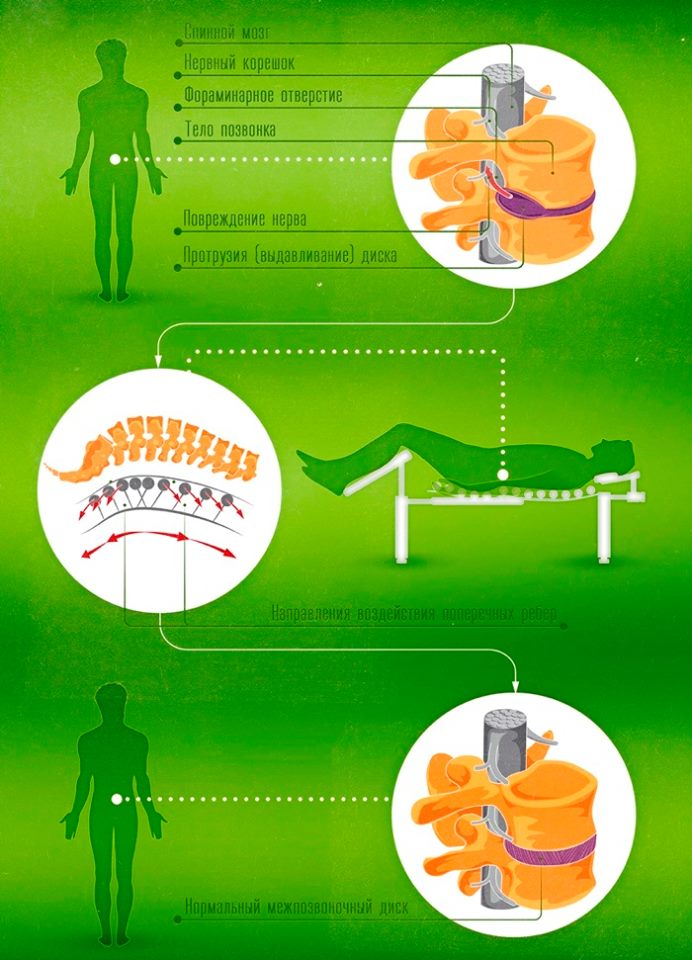 Спинной мозг
Нервный корешок
Фораминарное отверстие
Тело позвонка
Повреждение нерва
Протрузия (выдавливание) диска
Направления воздействия поперечных ребер
Нормальный межпозвоночный диск